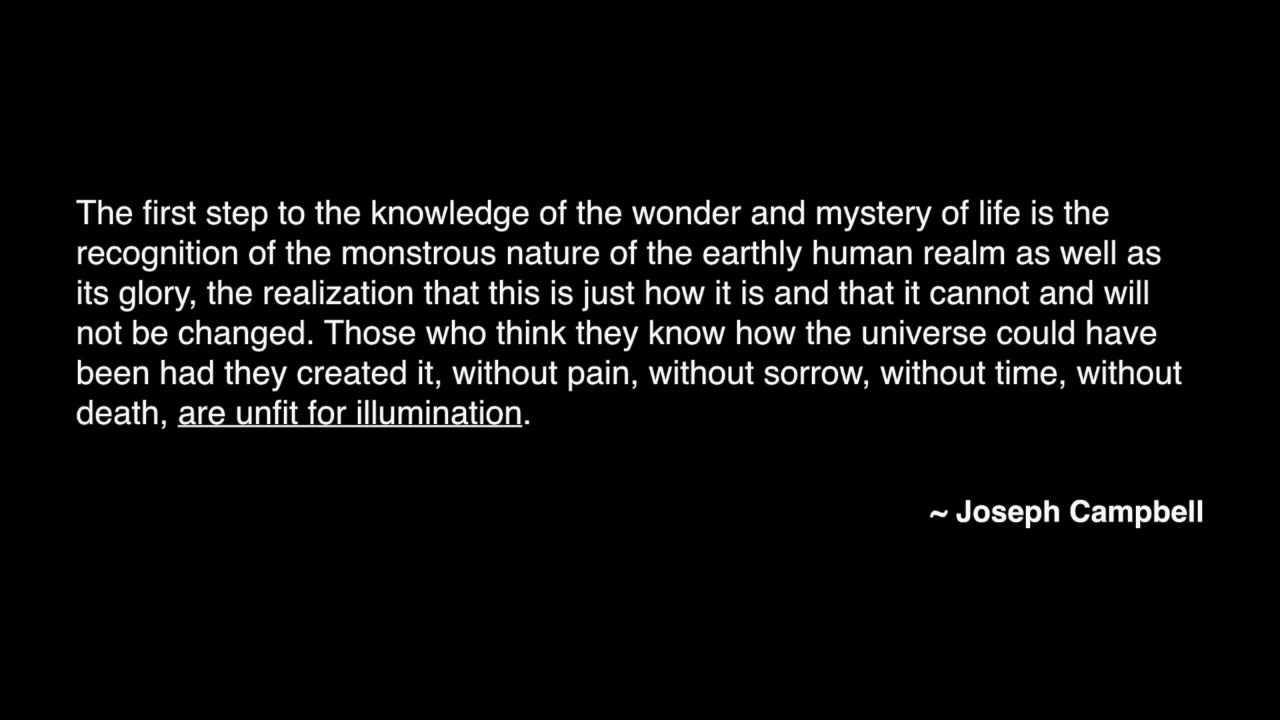 The first step to the knowledge of the wonder and mystery of life is the
recognition of the monstrous nature of the earthly human realm as well as
its glory, the realization that this is just how it is and that it cannot and will
not be changed. Those who think they know how the universe could have
been had they created it, without pain, without sorrow, without time, without
death, are unfit for illumination.
~ Joseph Campbell